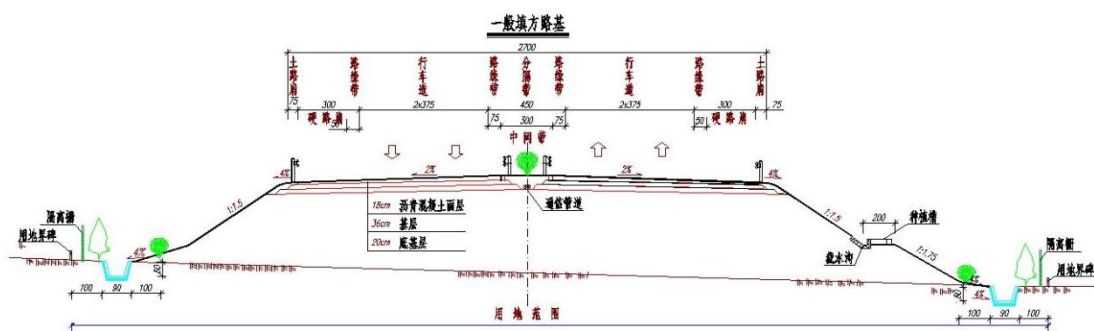 一般填方路基
2700
土路肩 路缘带 行车道 路缘带 分隔带 路缘带 行车道 路缘带 土路肩
75 300 2x375 450 2x375 300 75
硬路肩 75 300 75 硬路肩
50 50
中间带
4% 2% 2% 4%
18cm 沥青混凝土面层
通信管道
36cm 基层
20cm 底基层
1:1.5 1:1.5
200 种植槽
隔离栅
用地界碑
4%
60
截水沟
1:1.75
隔离栅
用地界碑
4%
60
4%
100 90 100
100 90 100
用地范围